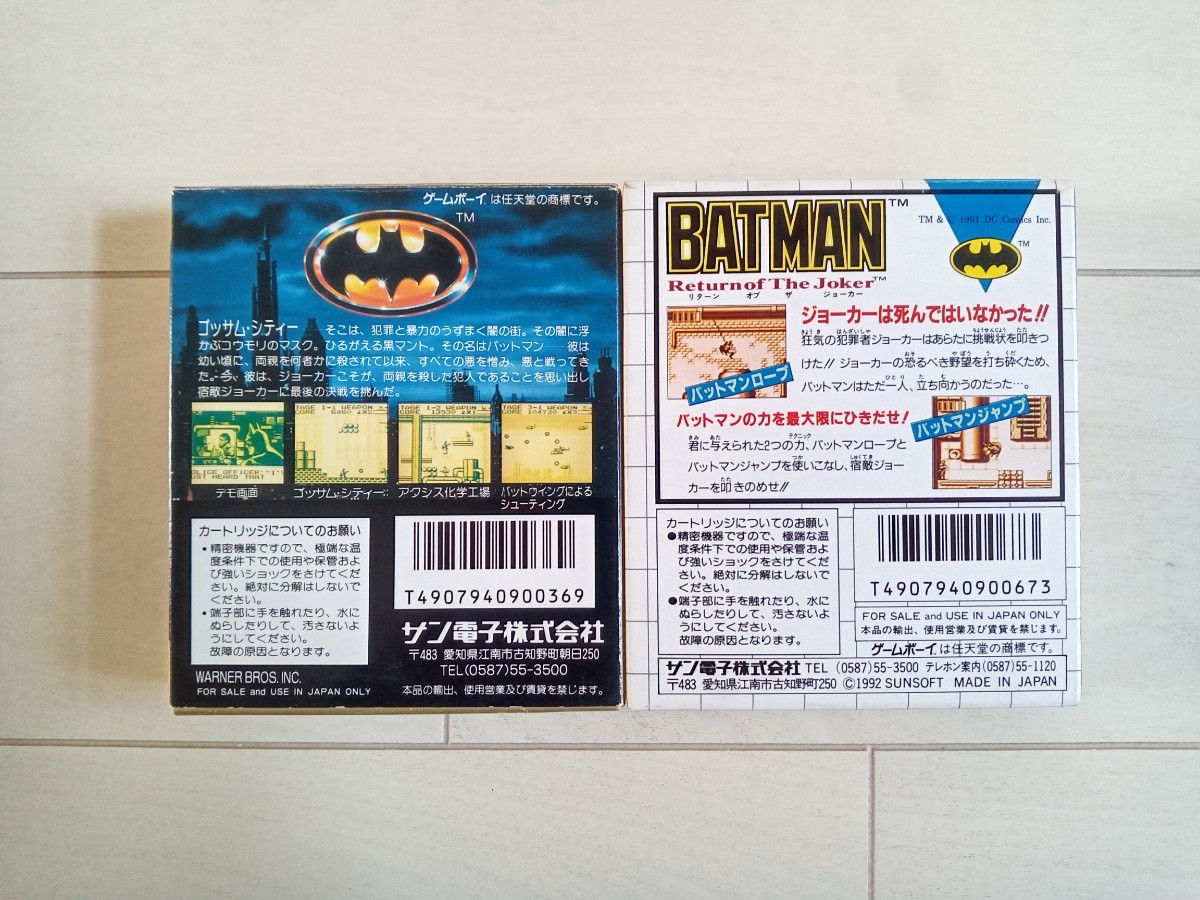 ゲームボーイ は任天堂の商標です。
TM
ゴッサム・シティー そこは、犯罪と暴力のうずまく闇の街。その闇に浮
かぶコウモリのマスク。ひるがえる黒マント。その名はバットマン──彼は
幼い頃に、両親を何者かに殺されて以来、すべての悪を憎み、悪と戦ってき
た。今、彼は、ジョーカーこそが、両親を殺した犯人であることを思い出し
宿敵ジョーカーに最後の決戦を挑んだ。
OLICE OFFICER:"I'
UST HEARD THAT
TAGE 1-1 WEAPON
TAGE 1-2 WEAPON
TAGE 3-1 WEAPON
デモ画面
ゴッサム・シティー
アクシス化学工場
バットウイングによる
シューティング
カートリッジについてのお願い
•精密機器ですので、極端な温
度条件下での使用や保管およ
び強いショックをさけてくだ
さい。絶対に分解はしないで
ください。
•端子部に手を触れたり、水に
ぬらしたりして、汚さないよ
うにしてください。
故障の原因となります。
WARNER BROS. INC.
FOR SALE and USE IN JAPAN ONLY
T4907940900369
サン電子株式会社
〒483 愛知県江南市古知野町朝日250
TEL(0587)55-3500
本品の輸出、使用営業及び賃貸を禁じます。
BATMAN™
Return of The Joker™
リターン オブ ザ ジョーカー
TM & © 1991 DC Comics Inc.
TM
ジョーカーは死んではいなかった!!
狂気の犯罪者ジョーカーはあらたに挑戦状を叩きつ
けた!! ジョーカーの恐るべき野望を打ち砕くため、
バットマンはただ一人、立ち向かうのだった…。
バットマンロープ
バットマンの力を最大限にひきだせ!
君に与えられた2つの力、バットマンロープと
バットマンジャンプを使いこなし、宿敵ジョー
カーを叩きのめせ!!
バットマンジャンプ
カートリッジについてのお願い
●精密機器ですので、極端な温
度条件下での使用や保管およ
び強いショックをさけてくだ
さい。絶対に分解はしないで
ください。
●端子部に手を触れたり、水に
ぬらしたりして、汚さないよ
うにしてください。
故障の原因となります。
T4907940900673
FOR SALE and USE IN JAPAN ONLY
本品の輸出、使用営業及び賃貸を禁じます。
ゲームボーイ は任天堂の商標です。
サン電子株式会社 TEL (0587)55-3500 テレホン案内(0587)55-1120
〒483 愛知県江南市古知野町250 ©1992 SUNSOFT MADE IN JAPAN